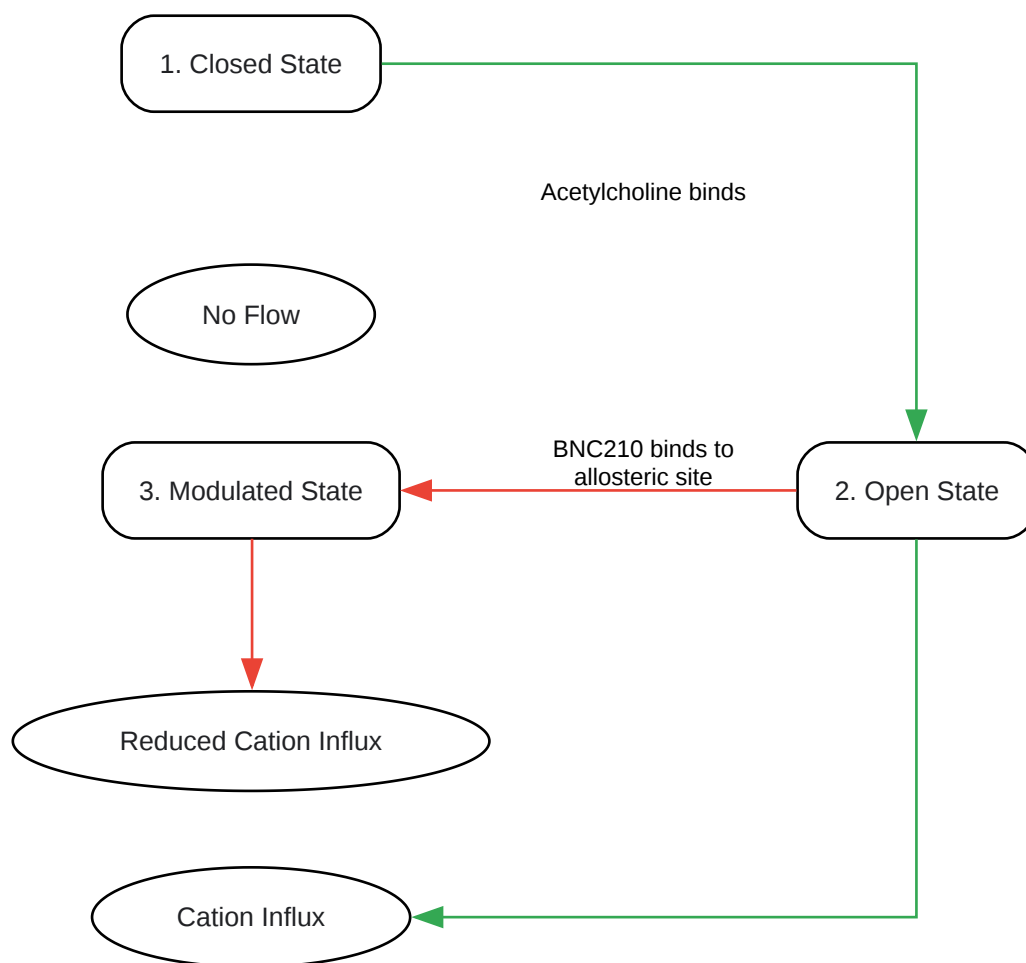 1. Closed State
Acetylcholine binds
No Flow
BNC210 binds to
allosteric site
3. Modulated State
2. Open State
Reduced Cation Influx
Cation Influx